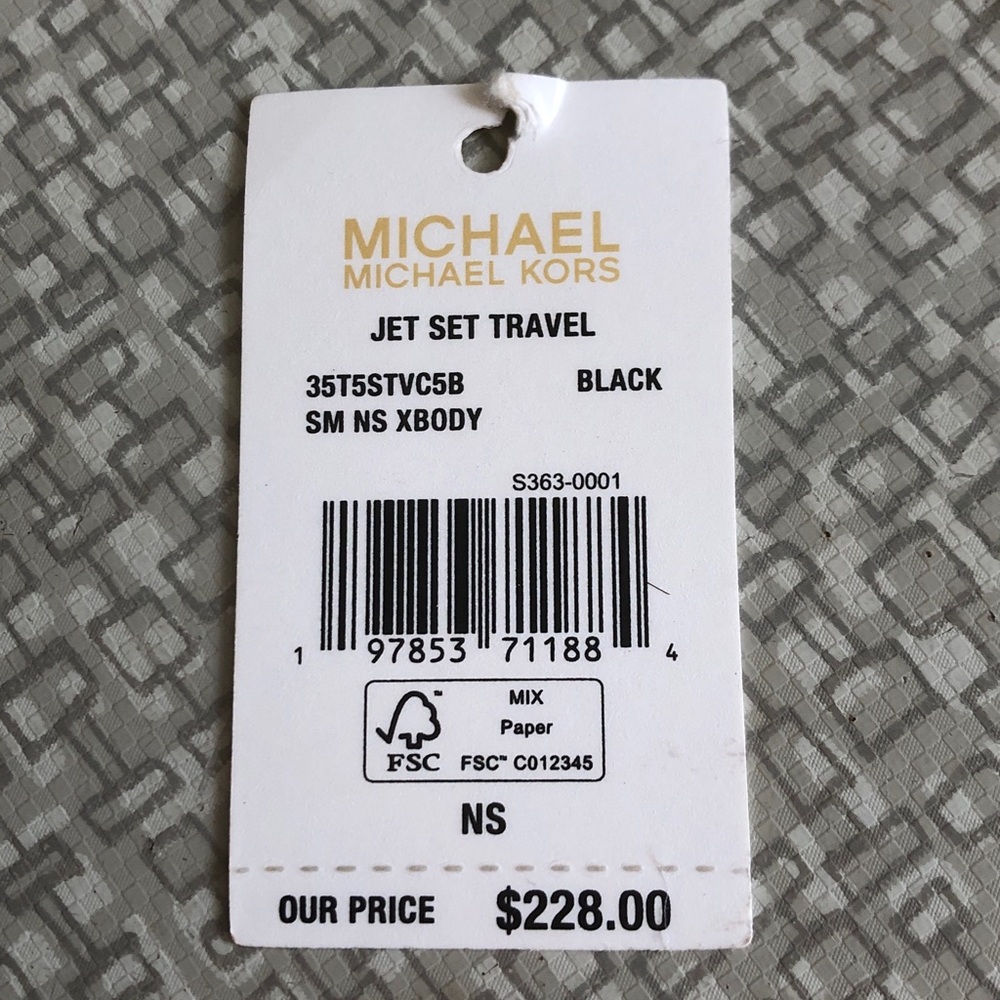 MICHAEL
MICHAEL KORS
JET SET TRAVEL
35T5STVC5B BLACK
SM NS XBODY
S363-0001
1 97853 71188 4
MIX
Paper
FSC™ FSC™ C012345
NS
OUR PRICE $228.00